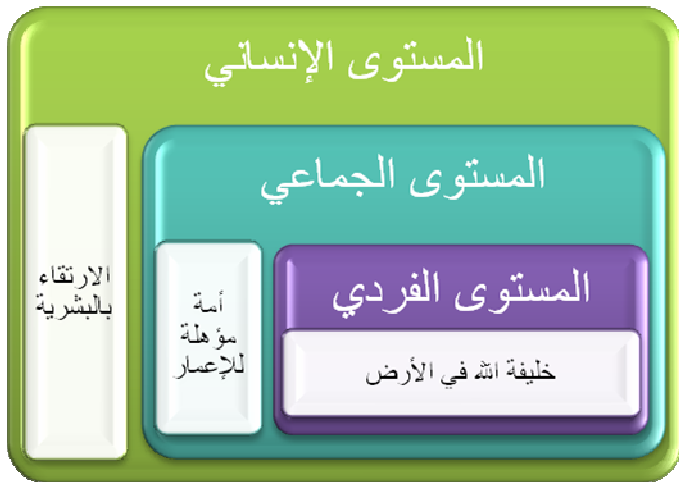 المستوى الإنساني
المستوى الجماعي
المستوى الفردي
خليفة الله في الأرض
أمة
مؤهلة
للإعمار
الارتقاء
بالبشرية